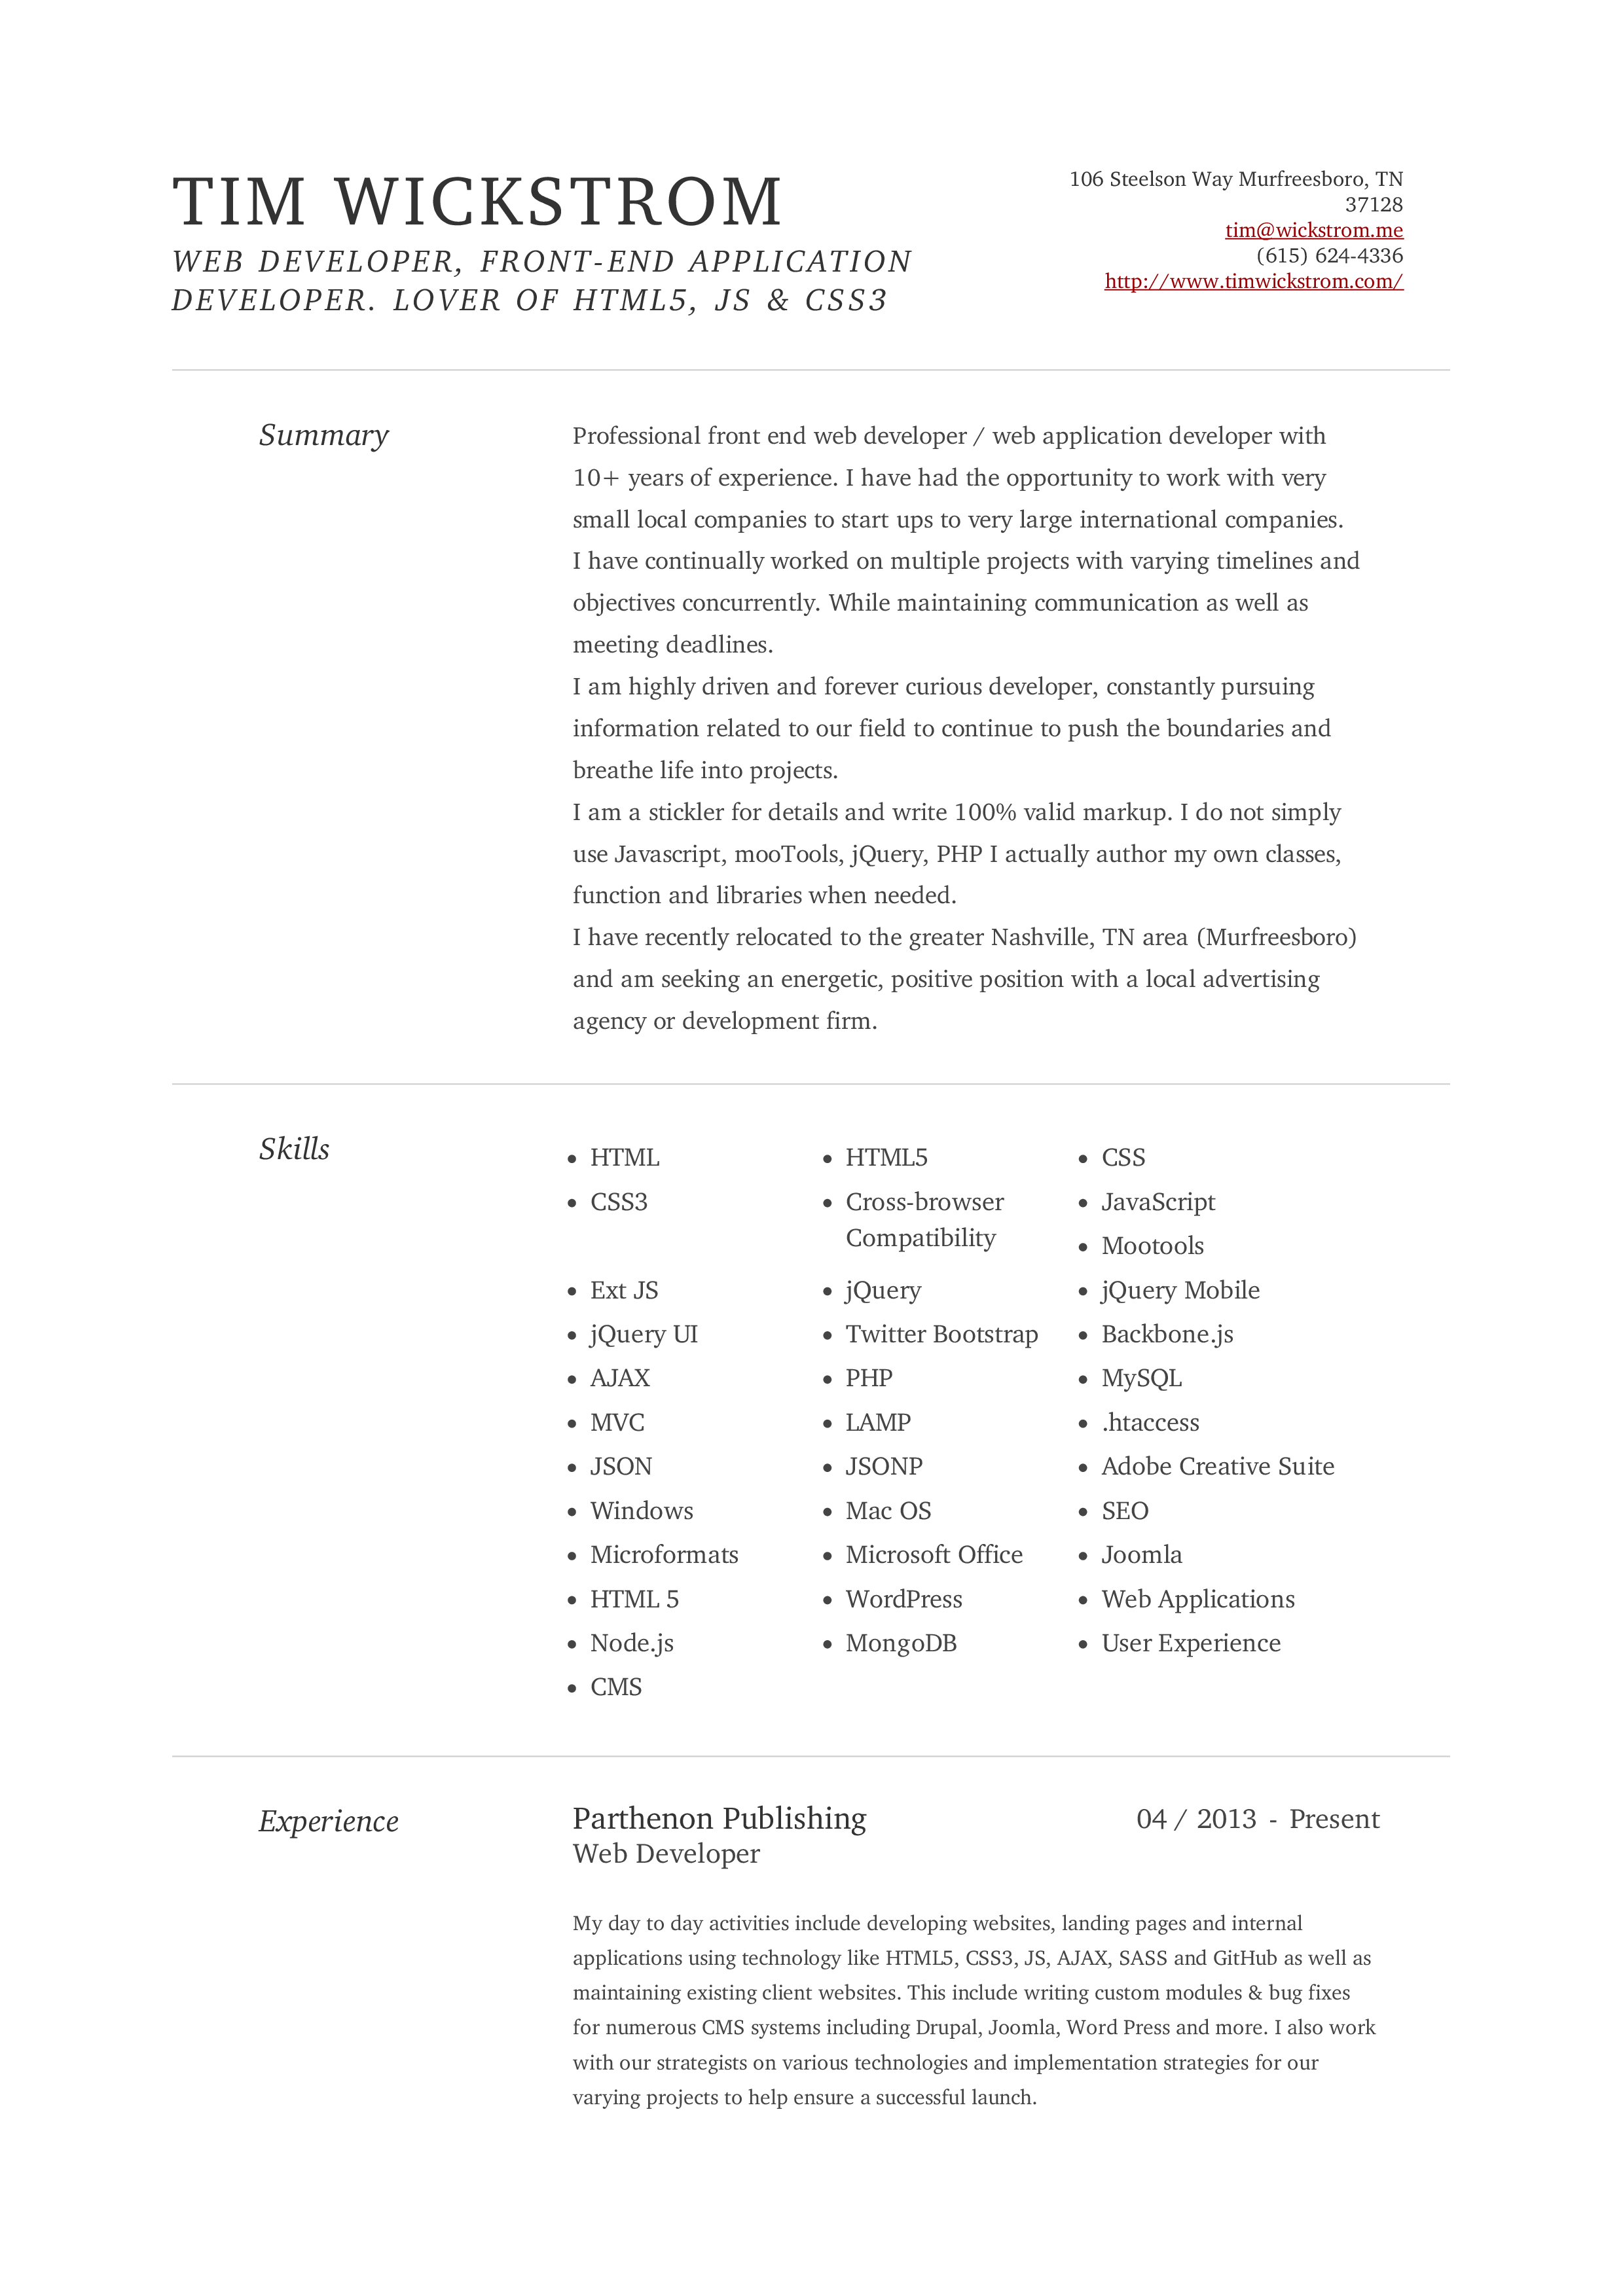 TIM WICKSTROM
WEB DEVELOPER, FRONT-END APPLICATION
DEVELOPER. LOVER OF HTML5, JS & CSS3
106 Steelson Way Murfreesboro, TN
37128
tim@wickstrom.me
(615) 624-4336
http://www.timwickstrom.com/
Summary
Professional front end web developer / web application developer with
10+ years of experience. I have had the opportunity to work with very
small local companies to start ups to very large international companies.
I have continually worked on multiple projects with varying timelines and
objectives concurrently. While maintaining communication as well as
meeting deadlines.
I am highly driven and forever curious developer, constantly pursuing
information related to our field to continue to push the boundaries and
breathe life into projects.
I am a stickler for details and write 100% valid markup. I do not simply
use Javascript, mooTools, jQuery, PHP I actually author my own classes,
function and libraries when needed.
I have recently relocated to the greater Nashville, TN area (Murfreesboro)
and am seeking an energetic, positive position with a local advertising
agency or development firm.
Skills
• HTML • HTML5 • CSS
• CSS3 • Cross-browser • JavaScript
Compatibility
• Mootools
• Ext JS • jQuery • jQuery Mobile
• jQuery UI • Twitter Bootstrap • Backbone.js
• AJAX • PHP • MySQL
• MVC • LAMP • .htaccess
• JSON • JSONP • Adobe Creative Suite
• Windows • Mac OS • SEO
• Microformats • Microsoft Office • Joomla
• HTML 5 • WordPress • Web Applications
• Node.js • MongoDB • User Experience
• CMS
Experience
Parthenon Publishing 04 / 2013 - Present
Web Developer
My day to day activities include developing websites, landing pages and internal
applications using technology like HTML5, CSS3, JS, AJAX, SASS and GitHub as well as
maintaining existing client websites. This include writing custom modules & bug fixes
for numerous CMS systems including Drupal, Joomla, Word Press and more. I also work
with our strategists on various technologies and implementation strategies for our
varying projects to help ensure a successful launch.